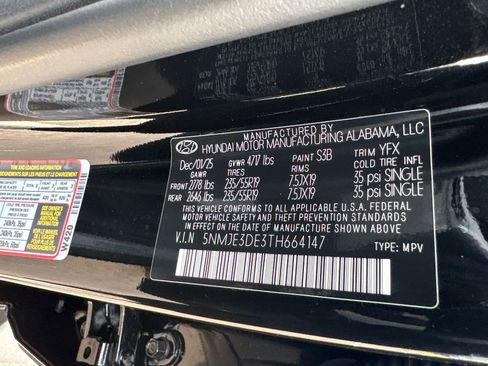 MANUFACTURED BY
HYUNDAI MOTOR MANUFACTURING ALABAMA, LLC
Dec/01/25 GVWR 4717 lbs PAINT S3B TRIM YFX
GAWR TIRES RIMS COLD TIRE INFL
FRONT 2778 lbs 235/55R19 7.5JX19 35 psi SINGLE
REAR 2646 lbs 235/55R19 7.5JX19 35 psi SINGLE
THIS VEHICLE CONFORMS TO ALL APPLICABLE U.S.A. FEDERAL
MOTOR VEHICLE SAFETY AND THEFT PREVENTION STANDARDS
IN EFFECT ON THE DATE OF MANUFACTURE SHOWN ABOVE.
V.I.N 5NMJE3DE3TH664147 TYPE: MPV
W420